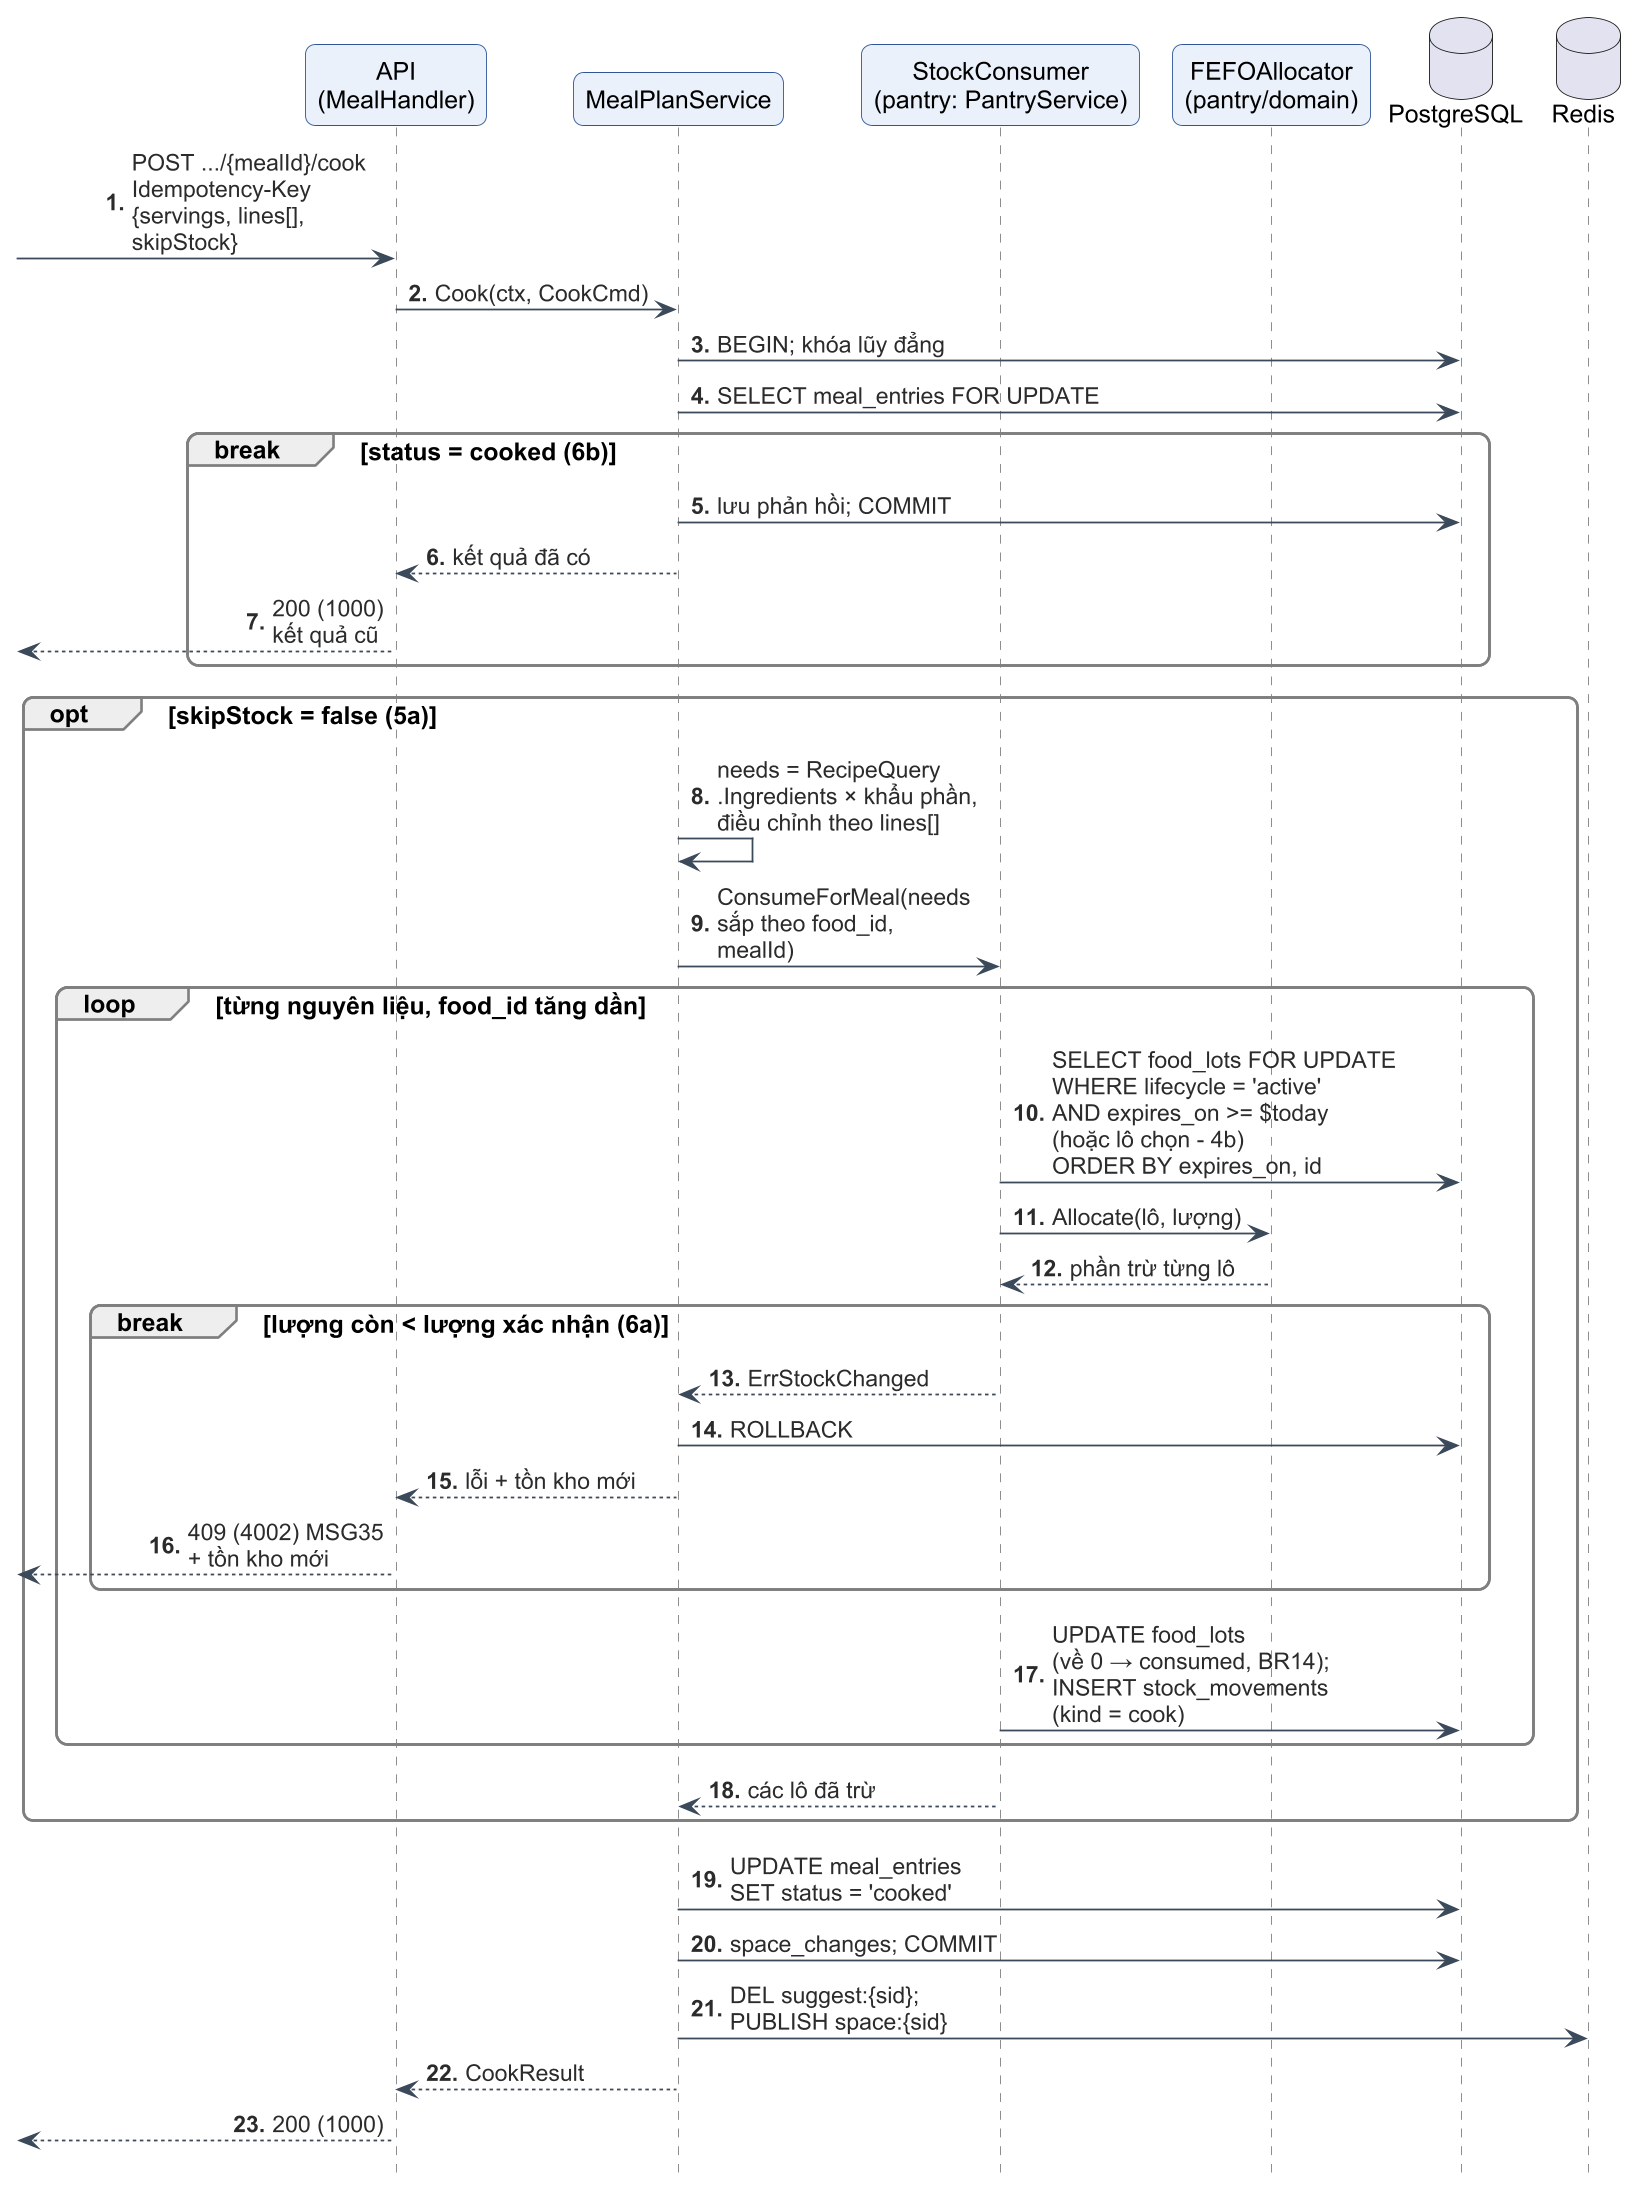 API
(MealHandler)
MealPlanService
StockConsumer
(pantry: PantryService)
FEFOAllocator
(pantry/domain)
PostgreSQL
Redis
1. POST .../{mealId}/cook
Idempotency-Key
{servings, lines[],
skipStock}
2. Cook(ctx, CookCmd)
3. BEGIN; khóa lũy đẳng
4. SELECT meal_entries FOR UPDATE
break [status = cooked (6b)]
5. lưu phản hồi; COMMIT
6. kết quả đã có
7. 200 (1000)
kết quả cũ
opt [skipStock = false (5a)]
8. needs = RecipeQuery
.Ingredients × khẩu phần,
điều chỉnh theo lines[]
9. ConsumeForMeal(needs
sắp theo food_id,
mealId)
loop [từng nguyên liệu, food_id tăng dần]
10. SELECT food_lots FOR UPDATE
WHERE lifecycle = 'active'
AND expires_on >= $today
(hoặc lô chọn - 4b)
ORDER BY expires_on, id
11. Allocate(lô, lượng)
12. phần trừ từng lô
break [lượng còn < lượng xác nhận (6a)]
13. ErrStockChanged
14. ROLLBACK
15. lỗi + tồn kho mới
16. 409 (4002) MSG35
+ tồn kho mới
17. UPDATE food_lots
(về 0 → consumed, BR14);
INSERT stock_movements
(kind = cook)
18. các lô đã trừ
19. UPDATE meal_entries
SET status = 'cooked'
20. space_changes; COMMIT
21. DEL suggest:{sid};
PUBLISH space:{sid}
22. CookResult
23. 200 (1000)